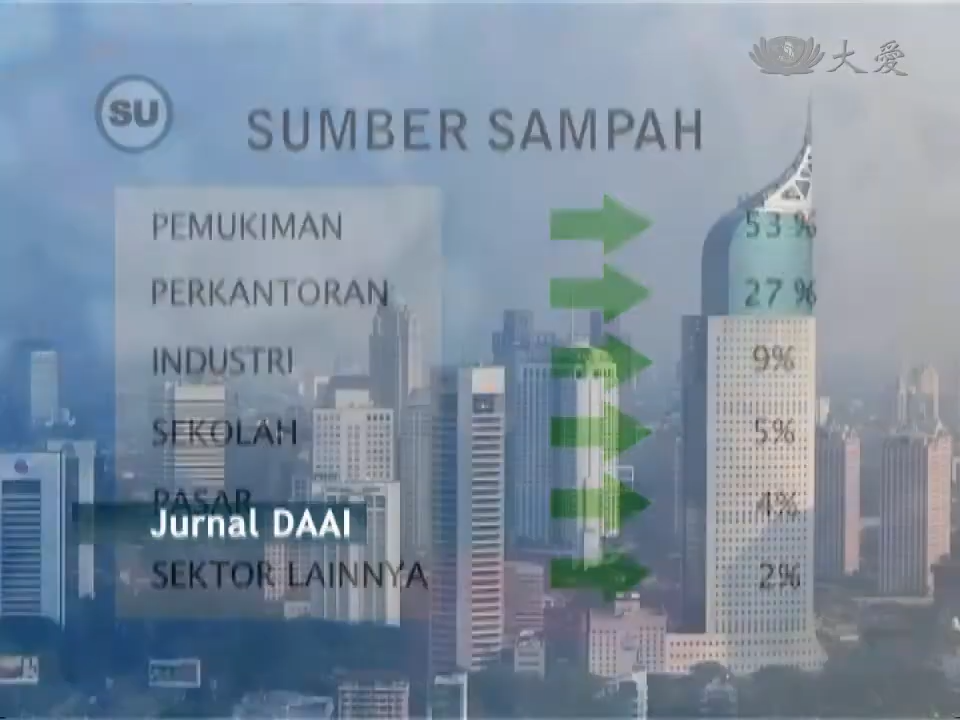 大愛
SU
SUMBER SAMPAH
PEMUKIMAN 53 %
PERKANTORAN 27 %
INDUSTRI 9%
SEKOLAH 5%
PASAR 4%
Jurnal DAAI
SEKTOR LAINNYA 2%